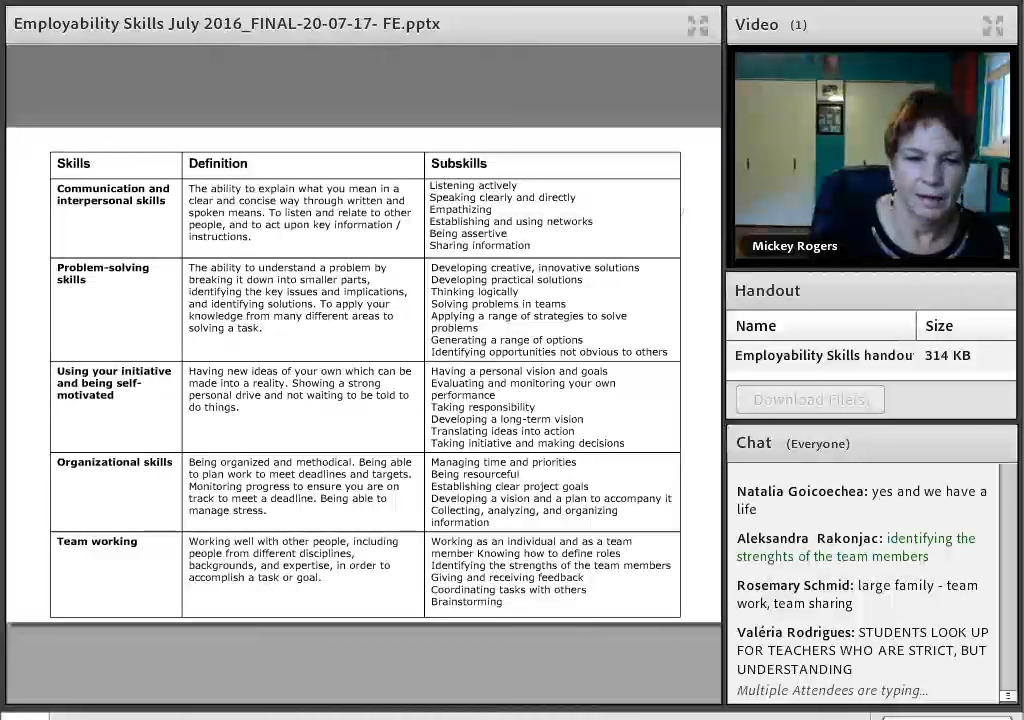 Employability Skills July 2016_FINAL-20-07-17- FE.pptx
Skills
Definition
Subskills
Communication and
interpersonal skills
The ability to explain what you mean in a
clear and concise way through written and
spoken means. To listen and relate to other
people, and to act upon key information /
instructions.
Listening actively
Speaking clearly and directly
Empathizing
Establishing and using networks
Being assertive
Sharing information
Problem-solving
skills
The ability to understand a problem by
breaking it down into smaller parts,
identifying the key issues and implications,
and identifying solutions. To apply your
knowledge from many different areas to
solving a task.
Developing creative, innovative solutions
Developing practical solutions
Thinking logically
Solving problems in teams
Applying a range of strategies to solve
problems
Generating a range of options
Identifying opportunities not obvious to others
Using your initiative
and being self-
motivated
Having new ideas of your own which can be
made into a reality. Showing a strong
personal drive and not waiting to be told to
do things.
Having a personal vision and goals
Evaluating and monitoring your own
performance
Taking responsibility
Developing a long-term vision
Translating ideas into action
Taking initiative and making decisions
Organizational skills
Being organized and methodical. Being able
to plan work to meet deadlines and targets.
Monitoring progress to ensure you are on
track to meet a deadline. Being able to
manage stress.
Managing time and priorities
Being resourceful
Establishing clear project goals
Developing a vision and a plan to accompany it
Collecting, analyzing, and organizing
information
Team working
Working well with other people, including
people from different disciplines,
backgrounds, and expertise, in order to
accomplish a task or goal.
Working as an individual and as a team
member Knowing how to define roles
Identifying the strengths of the team members
Giving and receiving feedback
Coordinating tasks with others
Brainstorming
Video (1)
Mickey Rogers
Handout
Name
Size
Employability Skills handou
314 KB
Download File(s)
Chat (Everyone)
Natalia Goicoechea: yes and we have a
life
Aleksandra Rakonjac: identifying the
strenghts of the team members
Rosemary Schmid: large family - team
work, team sharing
Valéria Rodrigues: STUDENTS LOOK UP
FOR TEACHERS WHO ARE STRICT, BUT
UNDERSTANDING
Multiple Attendees are typing...